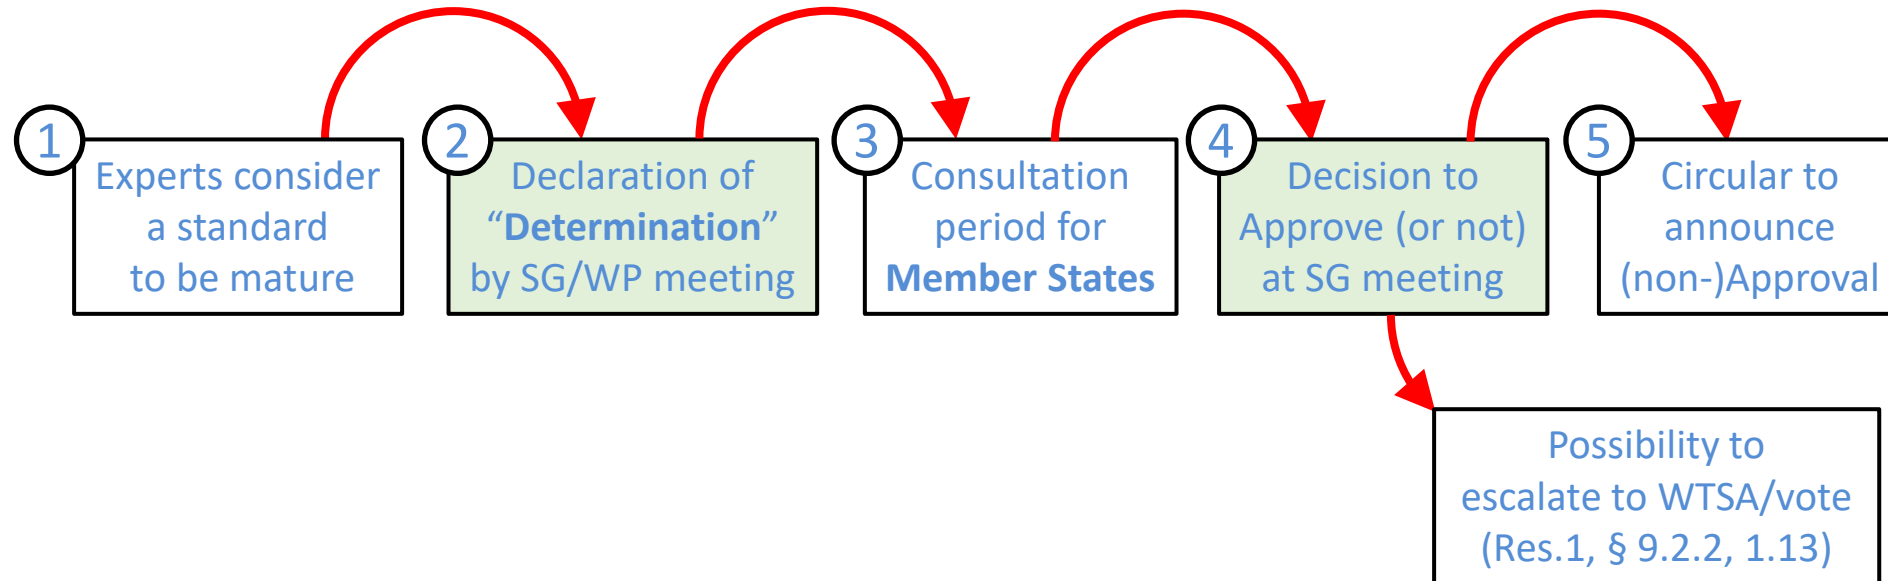 1
Experts consider
a standard
to be mature
2
Declaration of
“Determination”
by SG/WP meeting
3
Consultation
period for
Member States
4
Decision to
Approve (or not)
at SG meeting
5
Circular to
announce
(non-)Approval
Possibility to
escalate to WTSA/vote
(Res.1, § 9.2.2, 1.13)